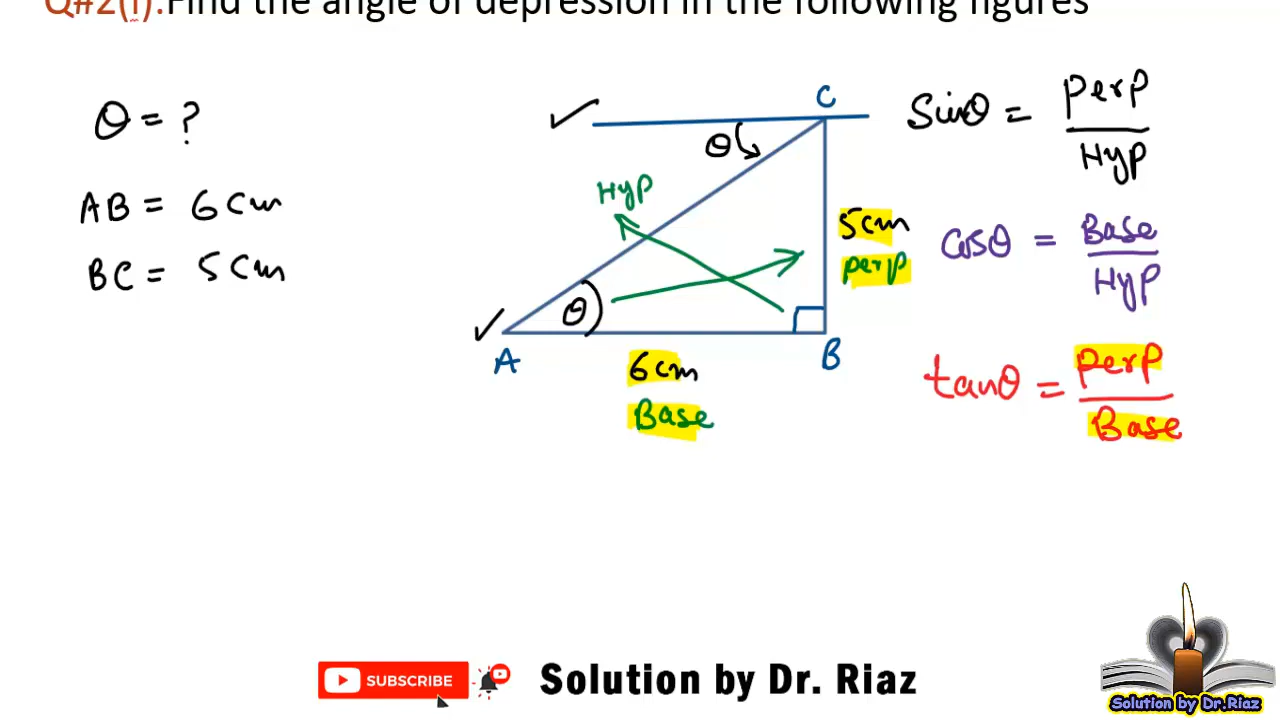 Q#2(i).Find the angle of depression in the following figures
θ = ?
AB = 6cm
BC = 5cm
C
θ
Hyp
5cm
perp
θ
A
B
6cm
Base
Sinθ = Perp / Hyp
Cosθ = Base / Hyp
tanθ = Perp / Base
SUBSCRIBE
Solution by Dr. Riaz
Solution by Dr.Riaz